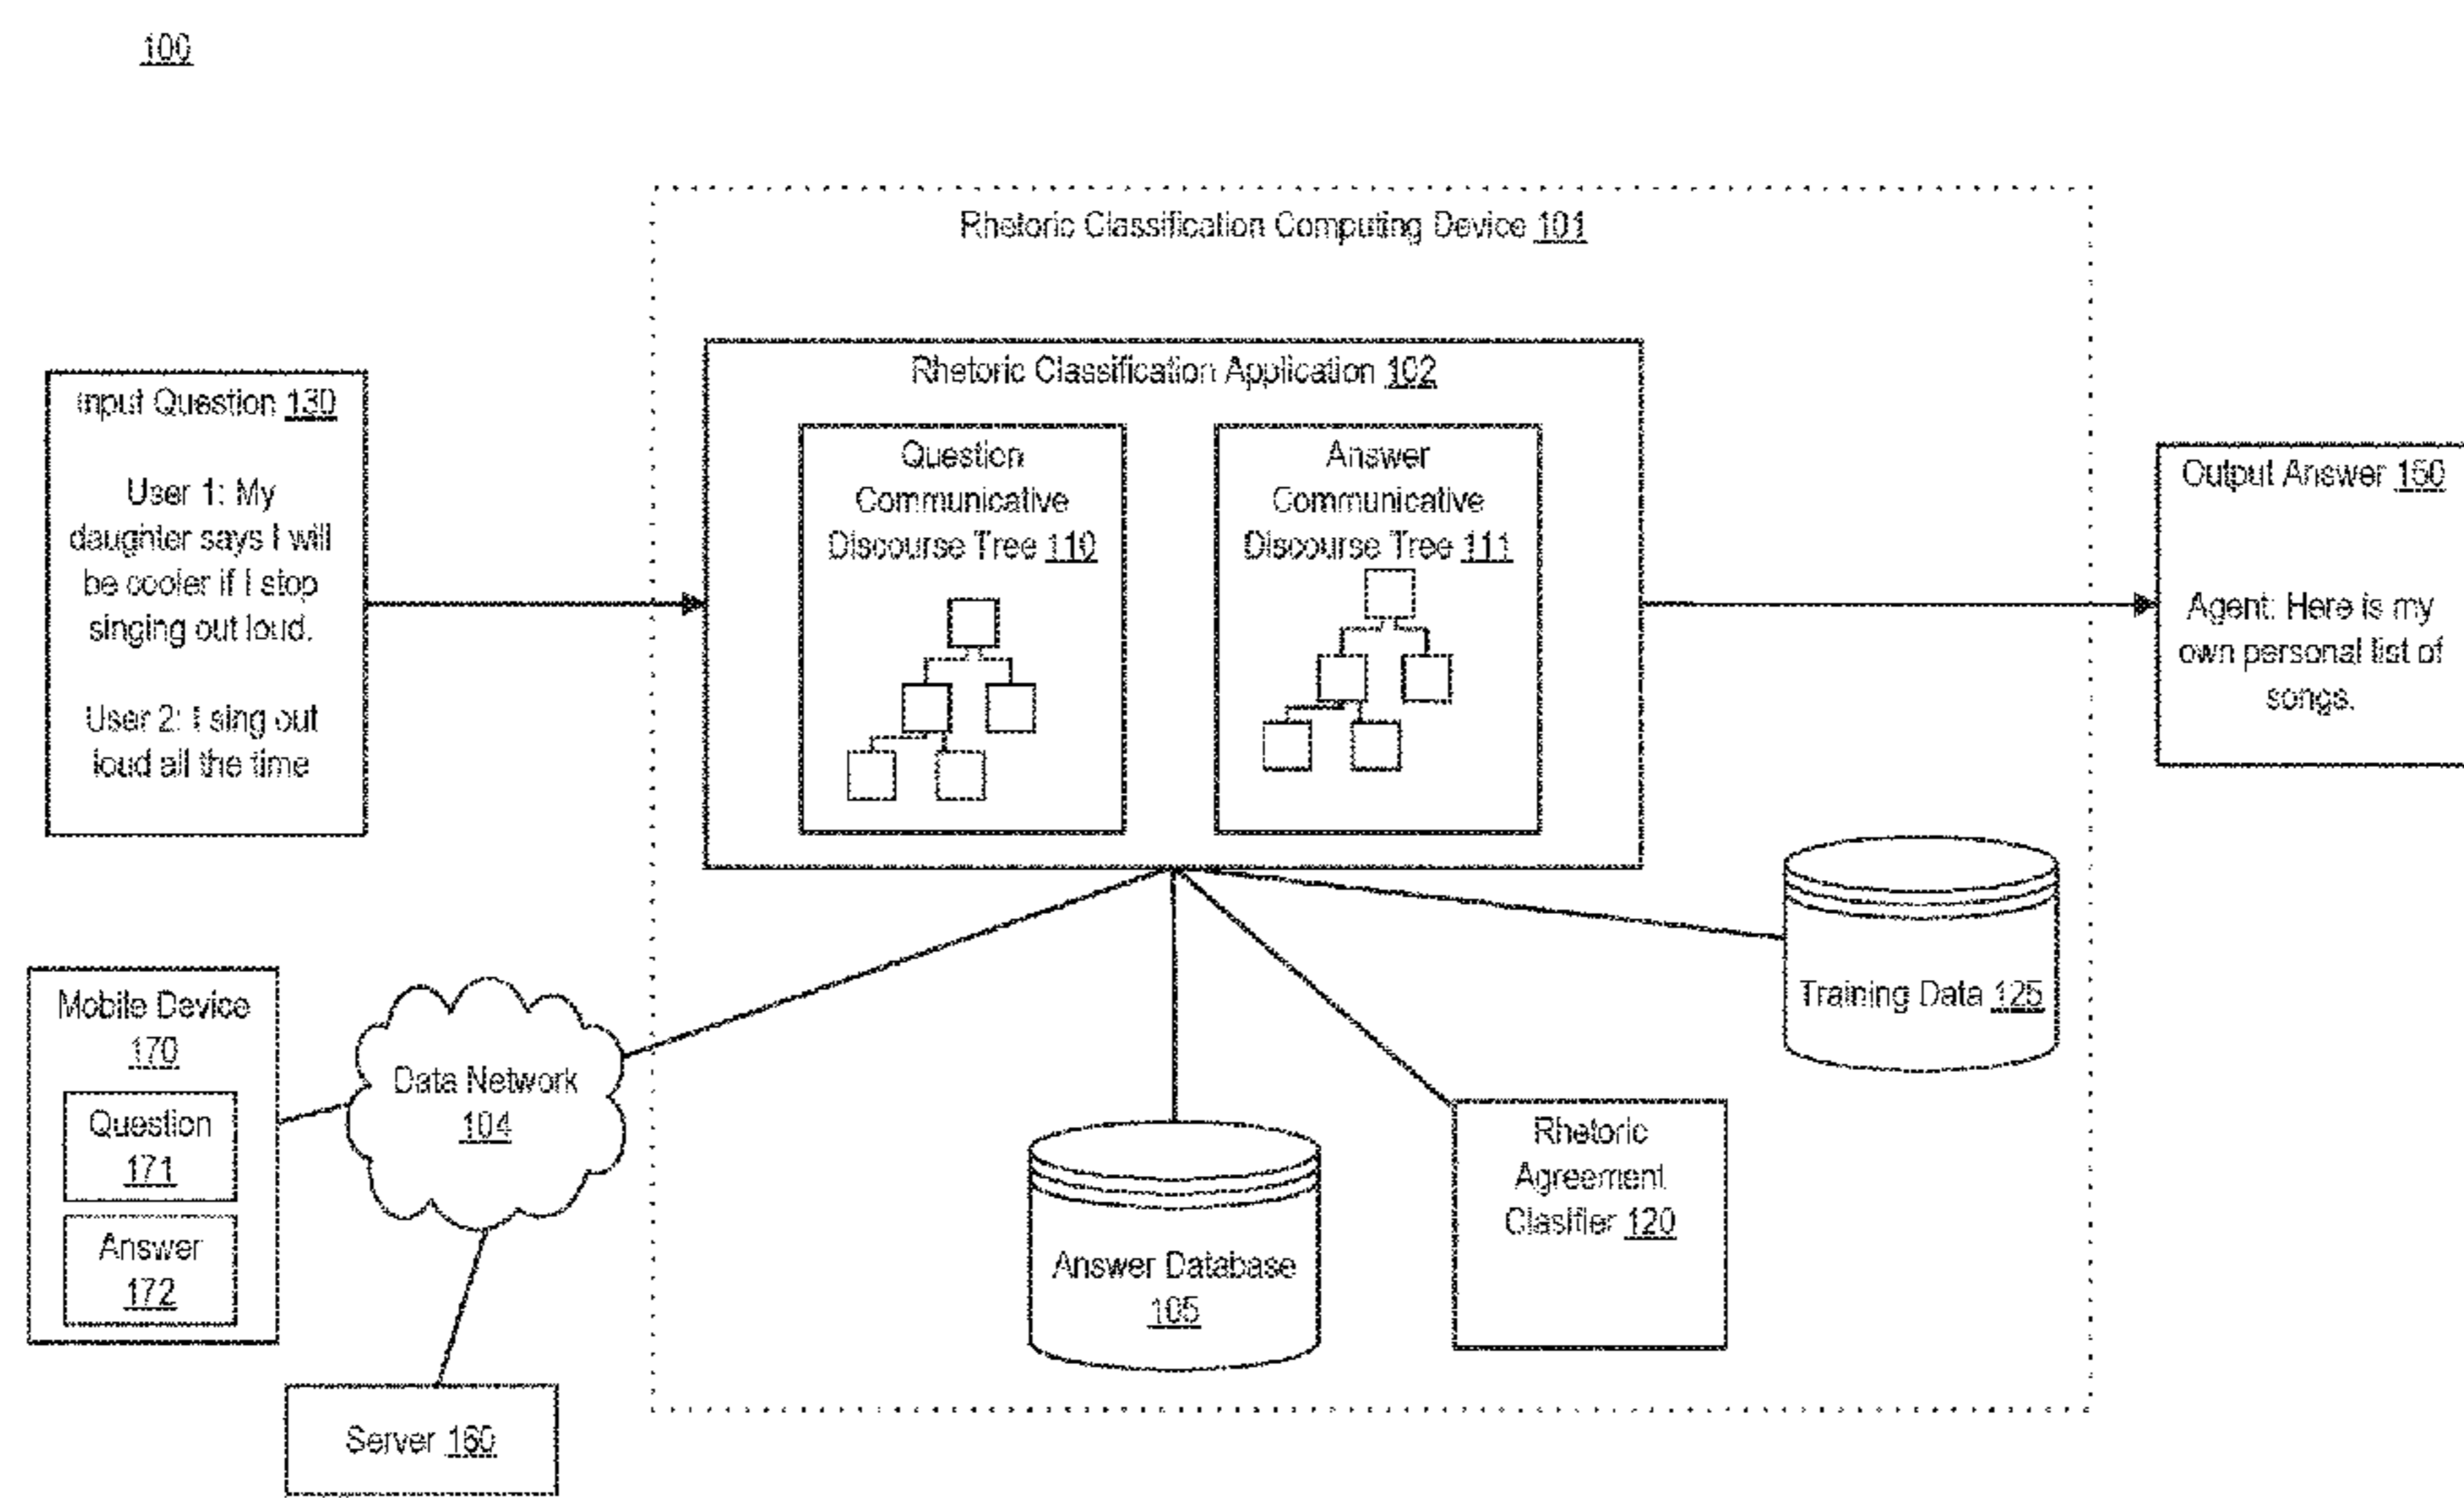 100
Rhetoric Classification Computing Device 101
Rhetoric Classification Application 102
Input Question 130
User 1: My
daughter says I will
be cooler if I stop
singing out loud.
User 2: I sing out
loud all the time
Question
Communicative
Discourse Tree 110
Answer
Communicative
Discourse Tree 111
Output Answer 150
Agent: Here is my
own personal list of
songs.
Training Data 125
Mobile Device
170
Question
171
Answer
172
Data Network
104
Rhetoric
Agreement
Clasifier 120
Answer Database
105
Server 160